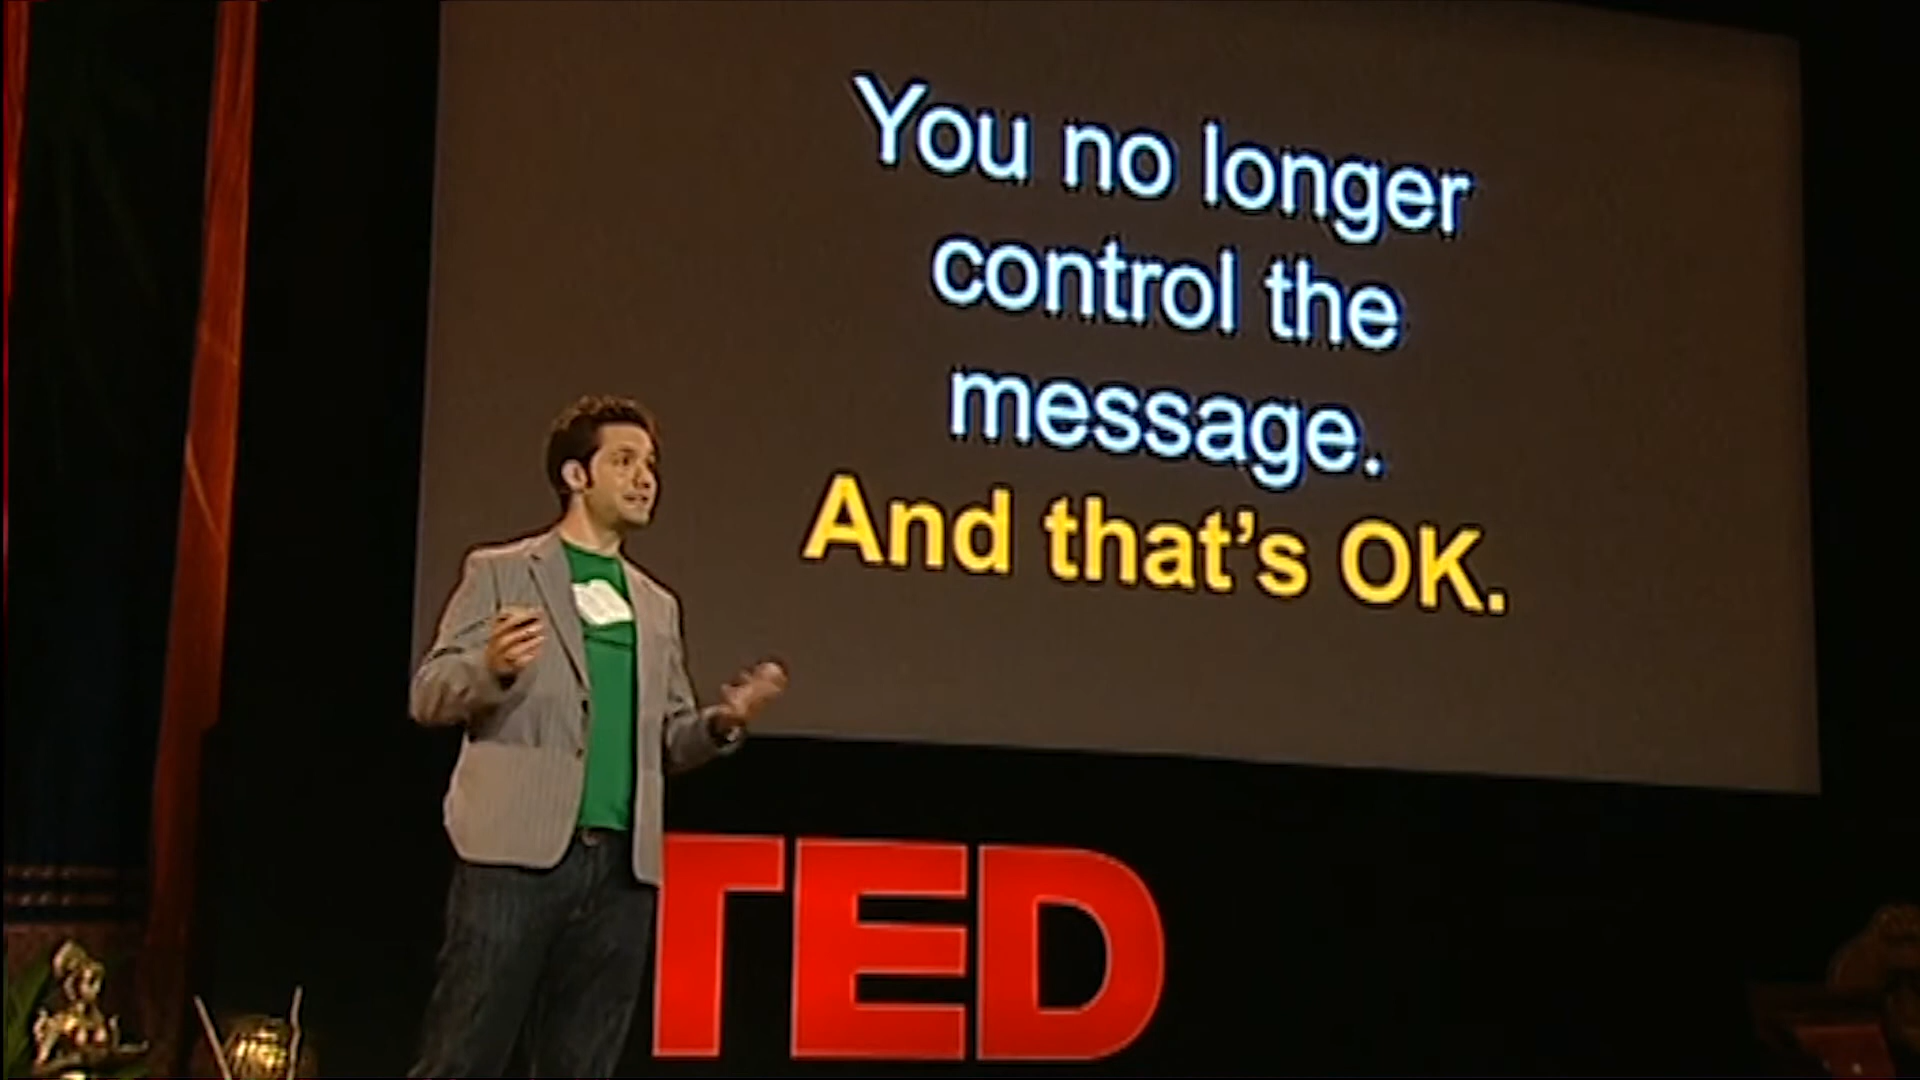 You no longer
control the
message.
And that’s OK.
TED